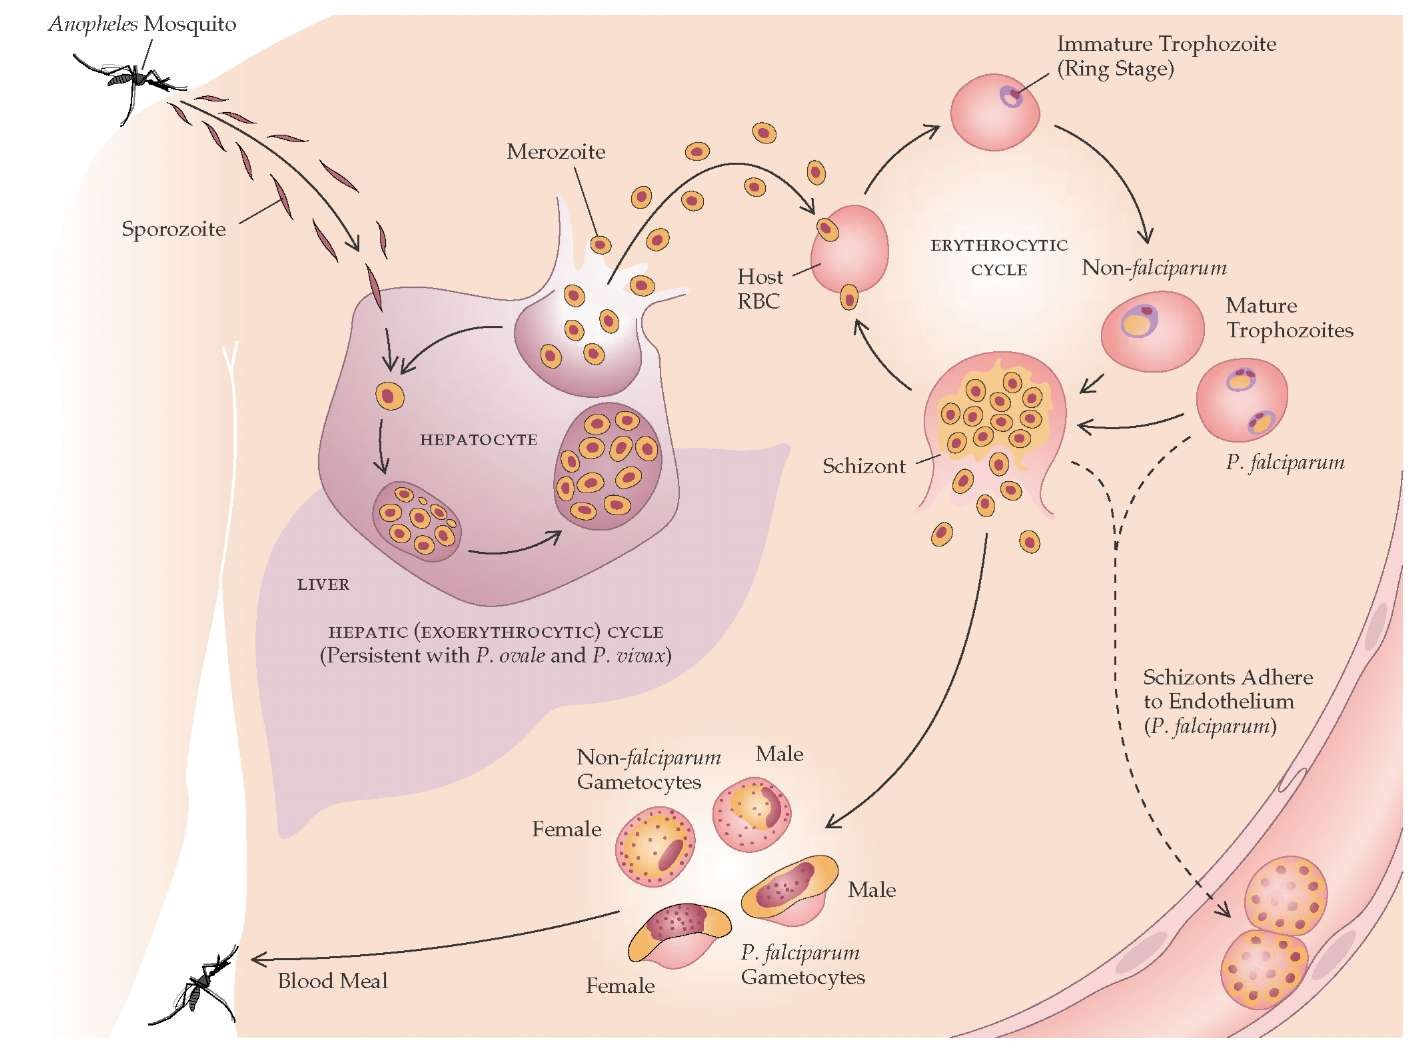 Anopheles Mosquito
Immature Trophozoite
(Ring Stage)
Merozoite
Sporozoite
ERYTHROCYTIC
CYCLE
Host
RBC
Non-falciparum
Mature
Trophozoites
HEPATOCYTE
Schizont
P. falciparum
LIVER
HEPATIC (EXOERYTHROCYTIC) CYCLE
(Persistent with P. ovale and P. vivax)
Schizonts Adhere
to Endothelium
(P. falciparum)
Non-falciparum
Gametocytes
Male
Female
Male
P. falciparum
Gametocytes
Female
Blood Meal